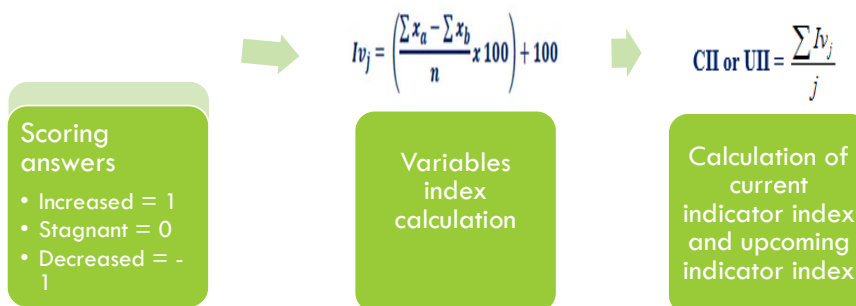 Scoring
answers
• Increased = 1
• Stagnant = 0
• Decreased = -
1
Iv_j = ((∑x_a − ∑x_b)/n x 100) + 100
Variables
index
calculation
CII or UII = ∑Iv_j / j
Calculation of
current
indicator index
and upcoming
indicator index